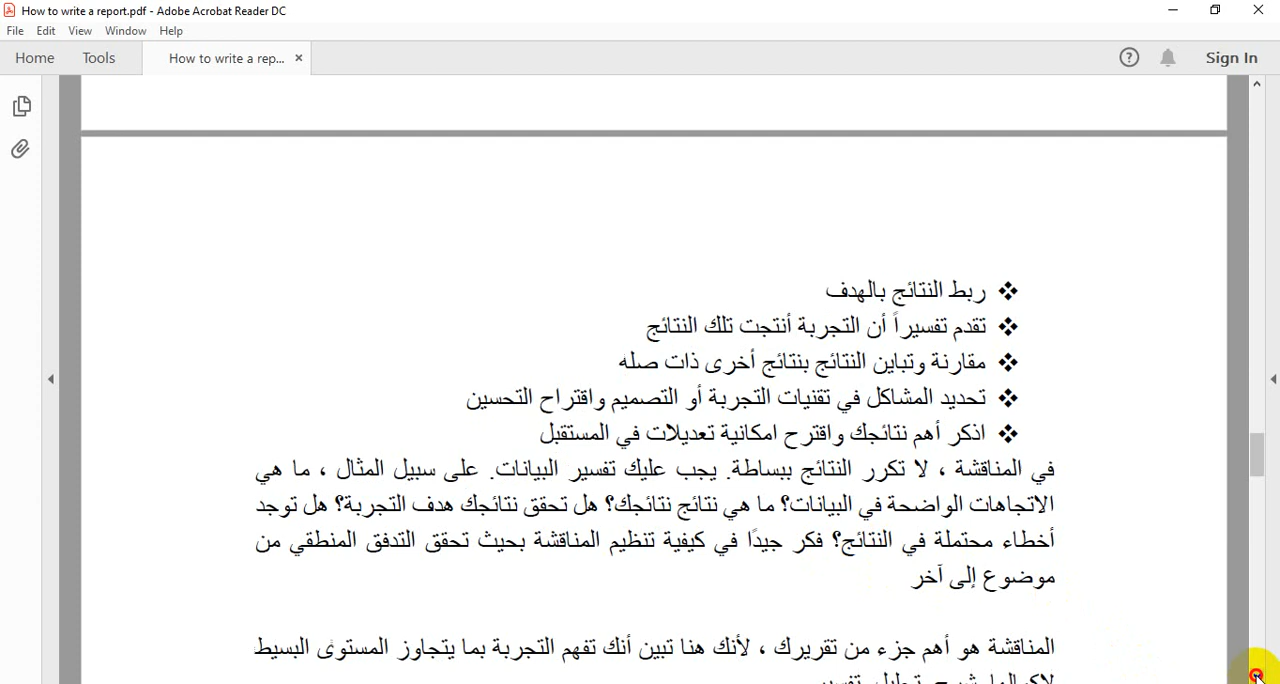 How to write a report.pdf - Adobe Acrobat Reader DC
File Edit View Window Help
Home Tools How to write a rep... × Sign In
❖ ربط النتائج بالهدف
❖ تقدم تفسيراً أن التجربة أنتجت تلك النتائج
❖ مقارنة وتباين النتائج بنتائج أخرى ذات صله
❖ تحديد المشاكل في تقنيات التجربة أو التصميم واقتراح التحسين
❖ اذكر أهم نتائجك واقترح امكانية تعديلات في المستقبل
في المناقشة ، لا تكرر النتائج ببساطة. يجب عليك تفسير البيانات. على سبيل المثال ، ما هي
الاتجاهات الواضحة في البيانات؟ ما هي نتائج نتائجك؟ هل تحقق نتائجك هدف التجربة؟ هل توجد
أخطاء محتملة في النتائج؟ فكر جيدًا في كيفية تنظيم المناقشة بحيث تحقق التدفق المنطقي من
موضوع إلى آخر
المناقشة هو أهم جزء من تقريرك ، لأنك هنا تبين أنك تفهم التجربة بما يتجاوز المستوى البسيط